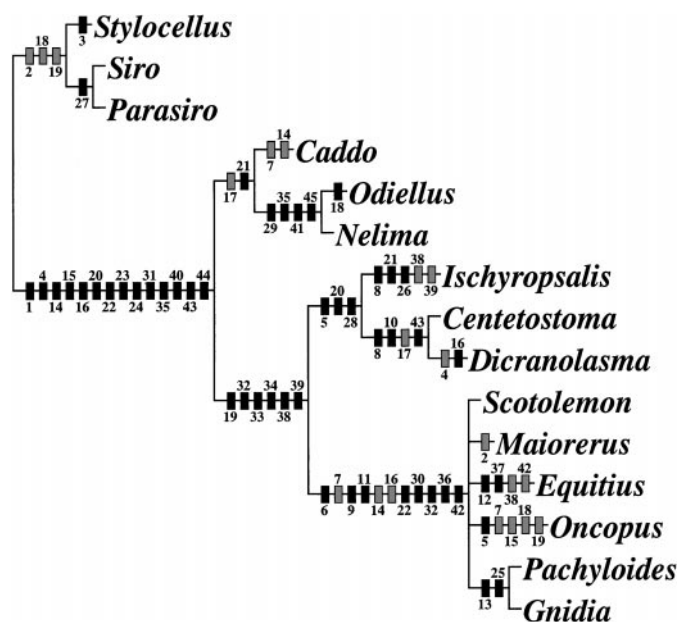 18 3 Stylocellus
2 19
Siro
27 Parasiro
14
7 Caddo
21
17
35 45 18 Odiellus
29 41
Nelima
4 15 20 23 31 40 44
1 14 16 22 24 35 43
21 38
8 26 39 Ischyropsalis
20
5 28
10 43 Centetostoma
8 17
16
4 Dicranolasma
32 34 39
19 33 38
Scotolemon
2 Maiorerus
7 11 16 30 36
6 9 14 22 32 42
37 42
12 38 Equitius
7 18
5 15 19 Oncopus
25 Pachyloides
13
Gnidia